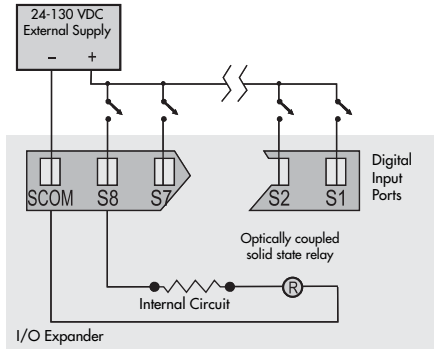 24-130 VDC
External Supply
– +
Digital
Input
Ports
SCOM S8 S7 S2 S1
Optically coupled
solid state relay
R
Internal Circuit
I/O Expander